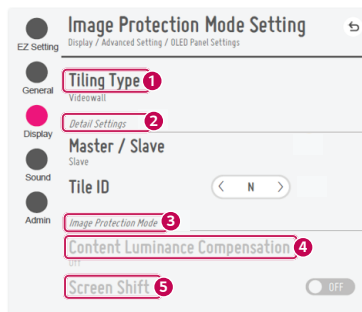 Image Protection Mode Setting
Display / Advanced Setting / OLED Panel Settings
EZ Setting
General
Display
Sound
Admin
Tiling Type 1
Videowall
Detail Settings 2
Master / Slave
Slave
Tile ID
< N >
Image Protection Mode 3
Content Luminance Compensation 4
Off
Screen Shift 5
OFF